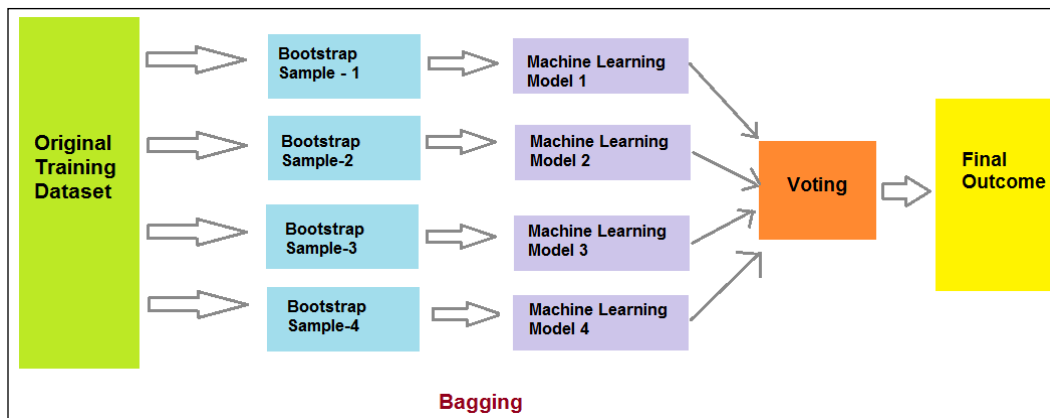 Original
Training
Dataset
Bootstrap
Sample - 1
Bootstrap
Sample-2
Bootstrap
Sample-3
Bootstrap
Sample-4
Machine Learning
Model 1
Machine Learning
Model 2
Machine Learning
Model 3
Machine Learning
Model 4
Voting
Final
Outcome
Bagging